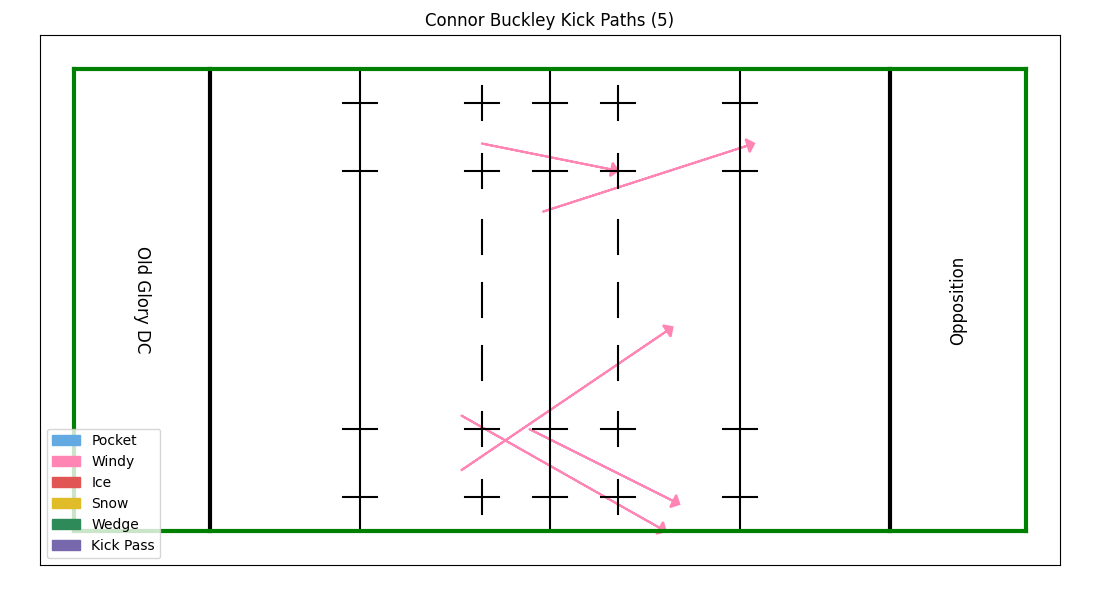 Connor Buckley Kick Paths (5)
Old Glory DC
Opposition
Pocket
Windy
Ice
Snow
Wedge
Kick Pass